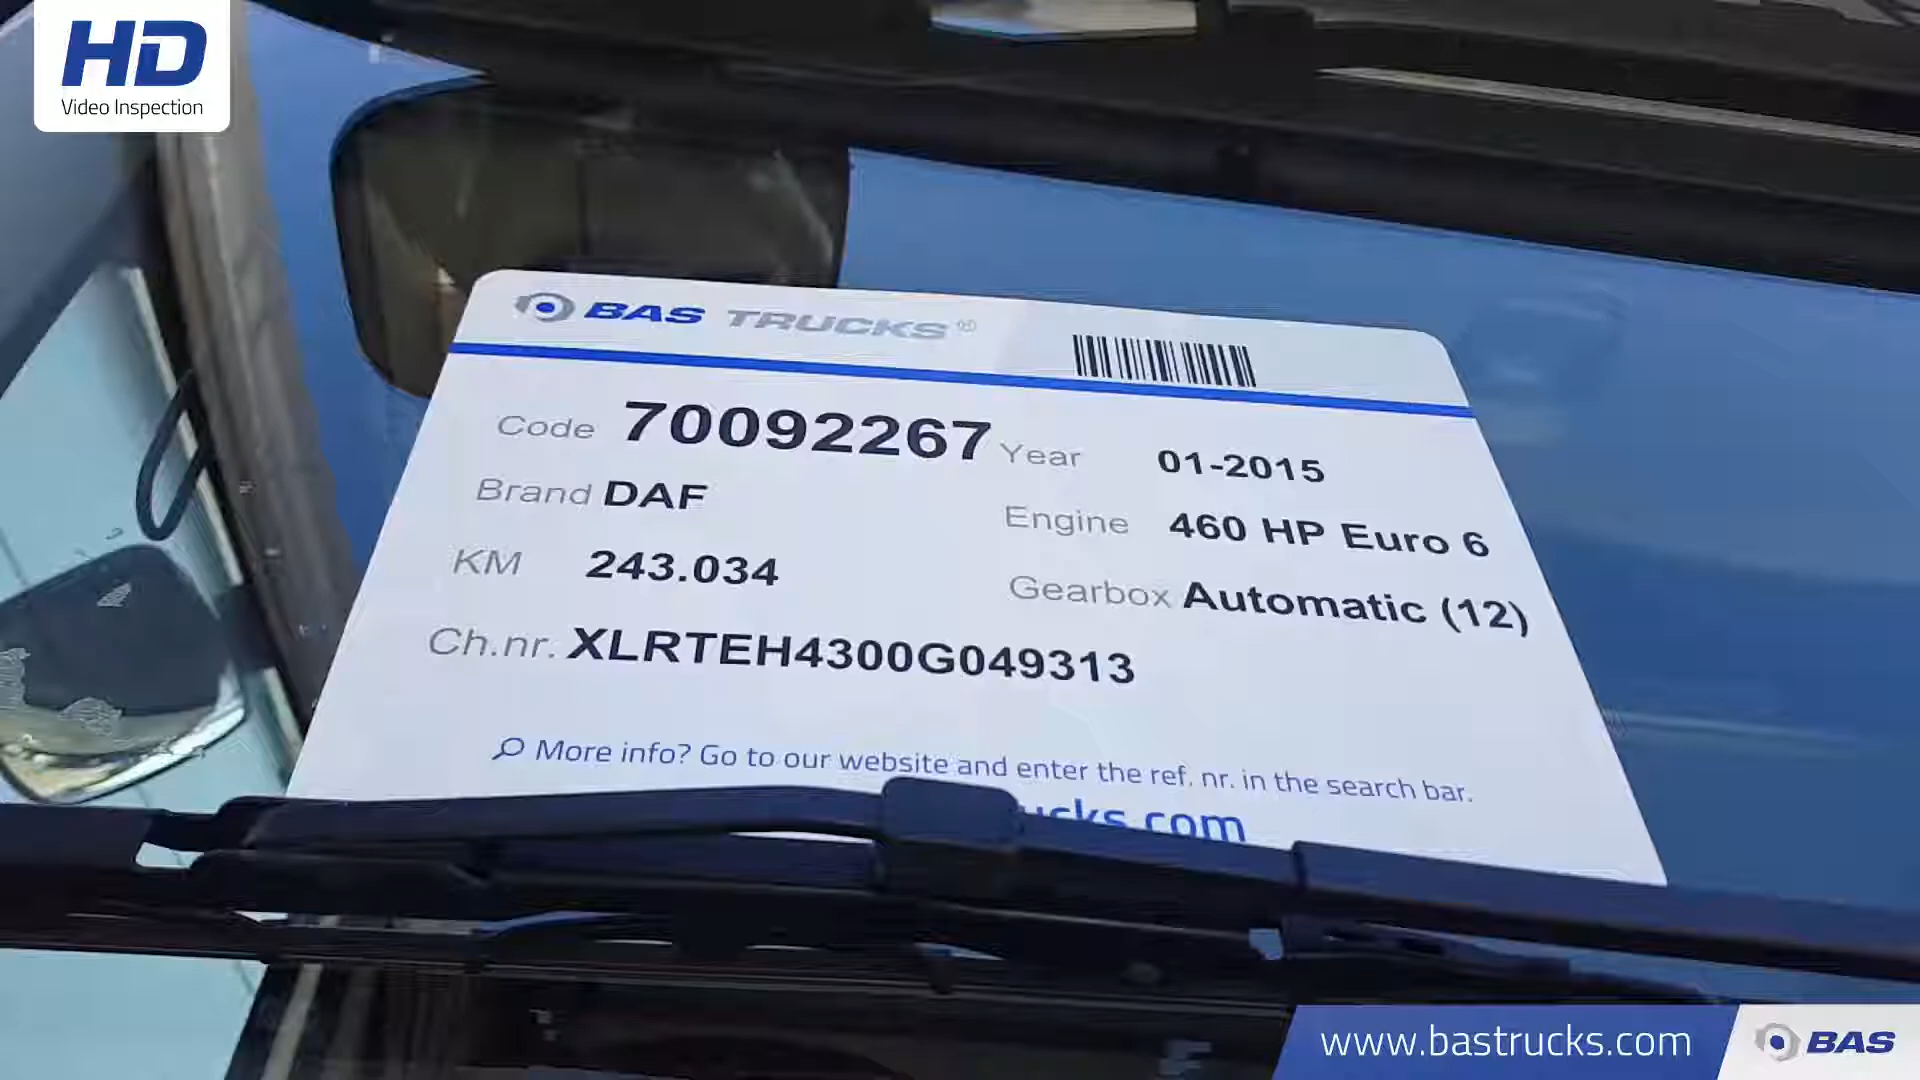 HD
Video Inspection
BAS TRUCKS®
Code 70092267
Year 01-2015
Brand DAF
Engine 460 HP Euro 6
KM 243.034
Gearbox Automatic (12)
Ch.nr. XLRTEH4300G049313
More info? Go to our website and enter the ref. nr. in the search bar.
ucks.com
www.bastrucks.com
BAS